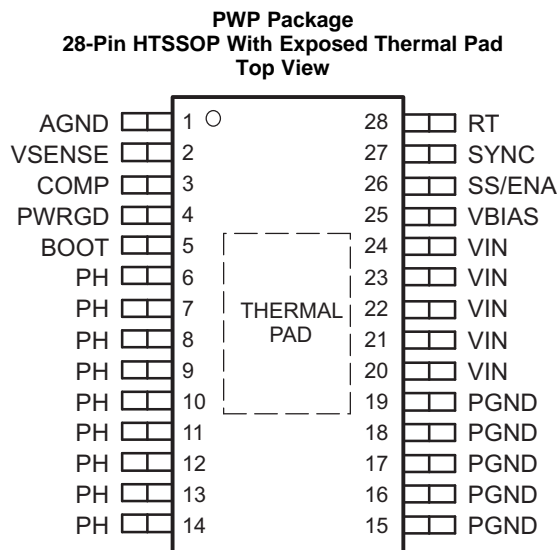 PWP Package
28-Pin HTSSOP With Exposed Thermal Pad
Top View
AGND 1 28 RT
VSENSE 2 27 SYNC
COMP 3 26 SS/ENA
PWRGD 4 25 VBIAS
BOOT 5 24 VIN
PH 6 23 VIN
PH 7 22 VIN
PH 8 21 VIN
PH 9 20 VIN
PH 10 19 PGND
PH 11 18 PGND
PH 12 17 PGND
PH 13 16 PGND
PH 14 15 PGND
THERMAL
PAD